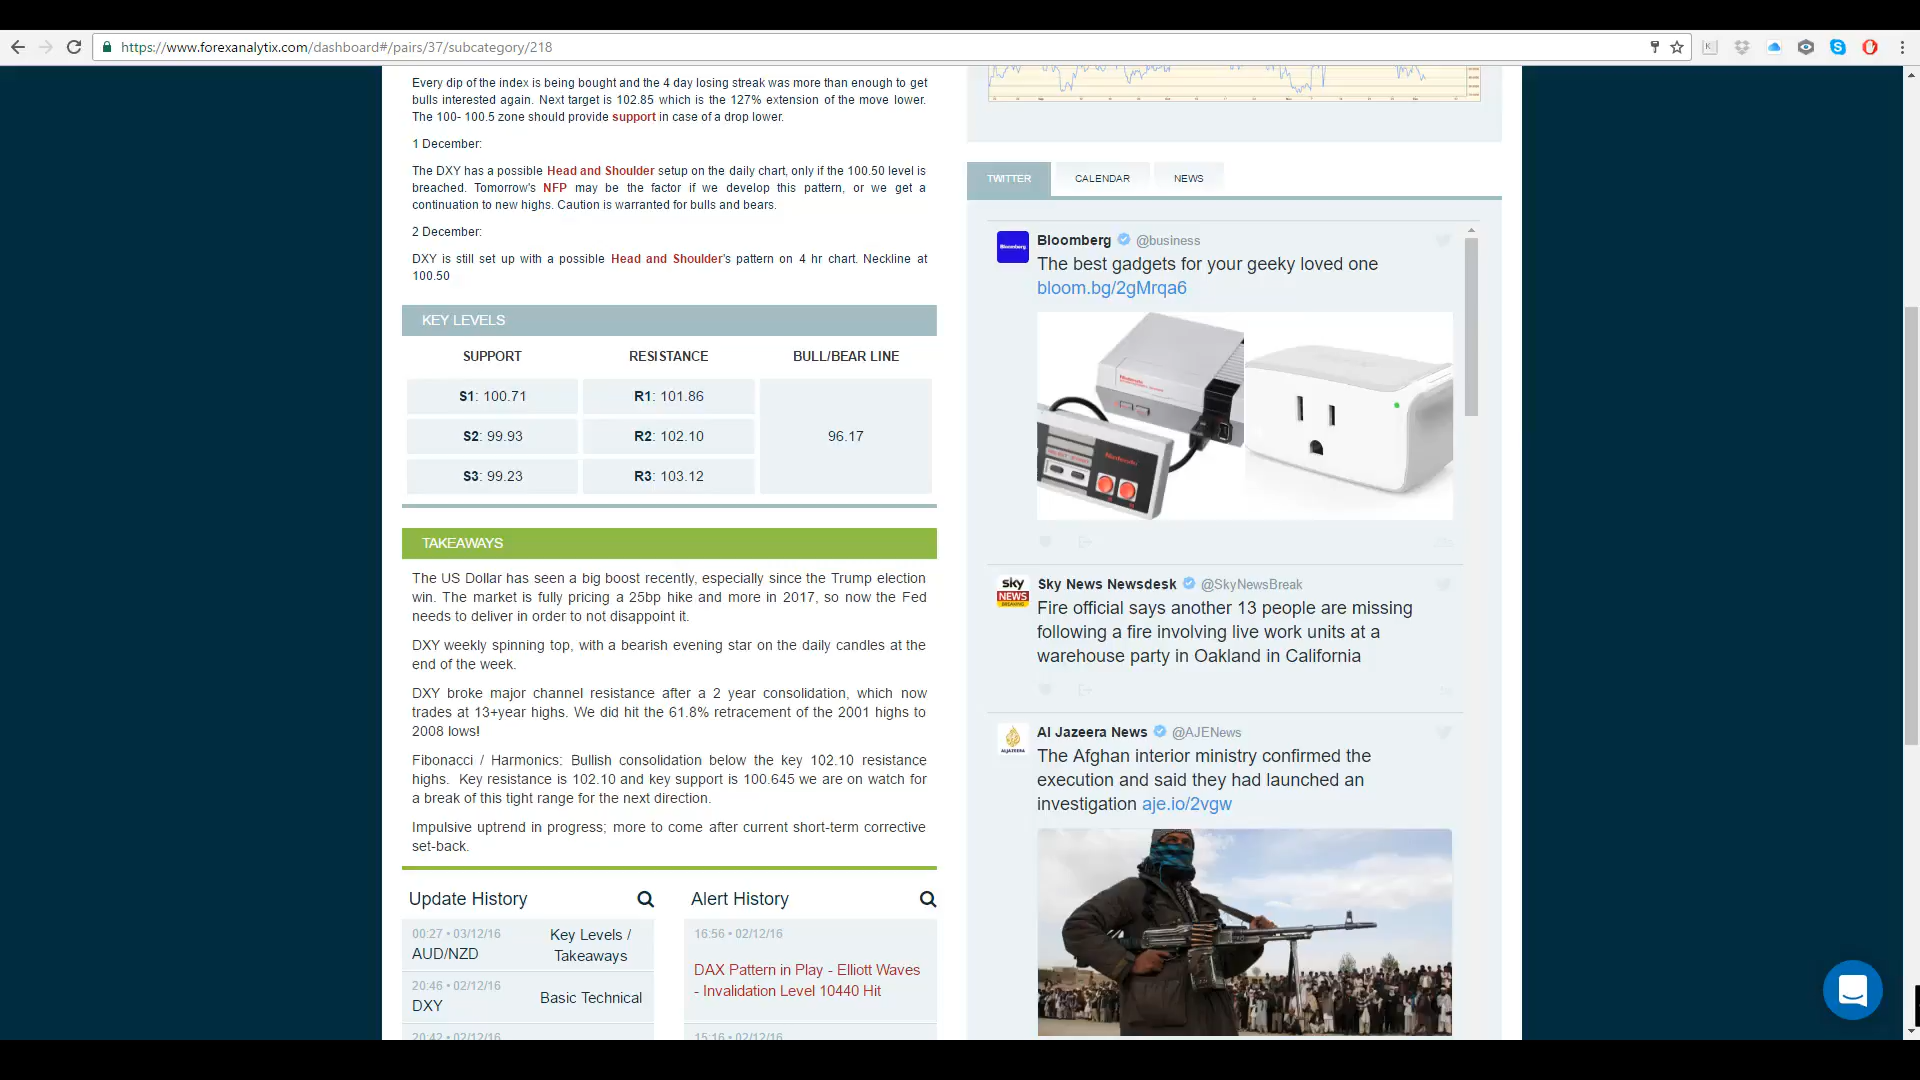 https://www.forexanalytix.com/dashboard#/pairs/37/subcategory/218
Every dip of the index is being bought and the 4 day losing streak was more than enough to get
bulls interested again. Next target is 102.85 which is the 127% extension of the move lower.
The 100- 100.5 zone should provide support in case of a drop lower.
1 December:
The DXY has a possible Head and Shoulder setup on the daily chart, only if the 100.50 level is
breached. Tomorrow's NFP may be the factor if we develop this pattern, or we get a
continuation to new highs. Caution is warranted for bulls and bears.
2 December:
DXY is still set up with a possible Head and Shoulder's pattern on 4 hr chart. Neckline at
100.50
KEY LEVELS
SUPPORT RESISTANCE BULL/BEAR LINE
S1: 100.71 R1: 101.86
S2: 99.93 R2: 102.10 96.17
S3: 99.23 R3: 103.12
TAKEAWAYS
The US Dollar has seen a big boost recently, especially since the Trump election
win. The market is fully pricing a 25bp hike and more in 2017, so now the Fed
needs to deliver in order to not disappoint it.
DXY weekly spinning top, with a bearish evening star on the daily candles at the
end of the week.
DXY broke major channel resistance after a 2 year consolidation, which now
trades at 13+year highs. We did hit the 61.8% retracement of the 2001 highs to
2008 lows!
Fibonacci / Harmonics: Bullish consolidation below the key 102.10 resistance
highs. Key resistance is 102.10 and key support is 100.645 we are on watch for
a break of this tight range for the next direction.
Impulsive uptrend in progress; more to come after current short-term corrective
set-back.
Update History
00:27 • 03/12/16
AUD/NZD
Key Levels /
Takeaways
20:46 • 02/12/16
DXY
Basic Technical
20:42 • 02/12/16
Alert History
16:56 • 02/12/16
DAX Pattern in Play - Elliott Waves
- Invalidation Level 10440 Hit
15:16 • 02/12/16
TWITTER CALENDAR NEWS
Bloomberg
Bloomberg @business
The best gadgets for your geeky loved one
bloom.bg/2gMrqa6
Nintendo
Nintendo
sky
NEWS
BREAKING
Sky News Newsdesk @SkyNewsBreak
Fire official says another 13 people are missing
following a fire involving live work units at a
warehouse party in Oakland in California
ALJAZEERA
Al Jazeera News @AJENews
The Afghan interior ministry confirmed the
execution and said they had launched an
investigation aje.io/2vgw